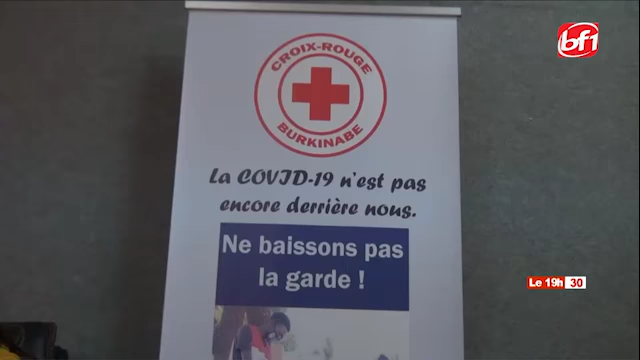 bf1
CROIX-ROUGE
BURKINABE
La COVID-19 n'est pas
encore derrière nous.
Ne baissons pas
la garde !
Le 19h 30